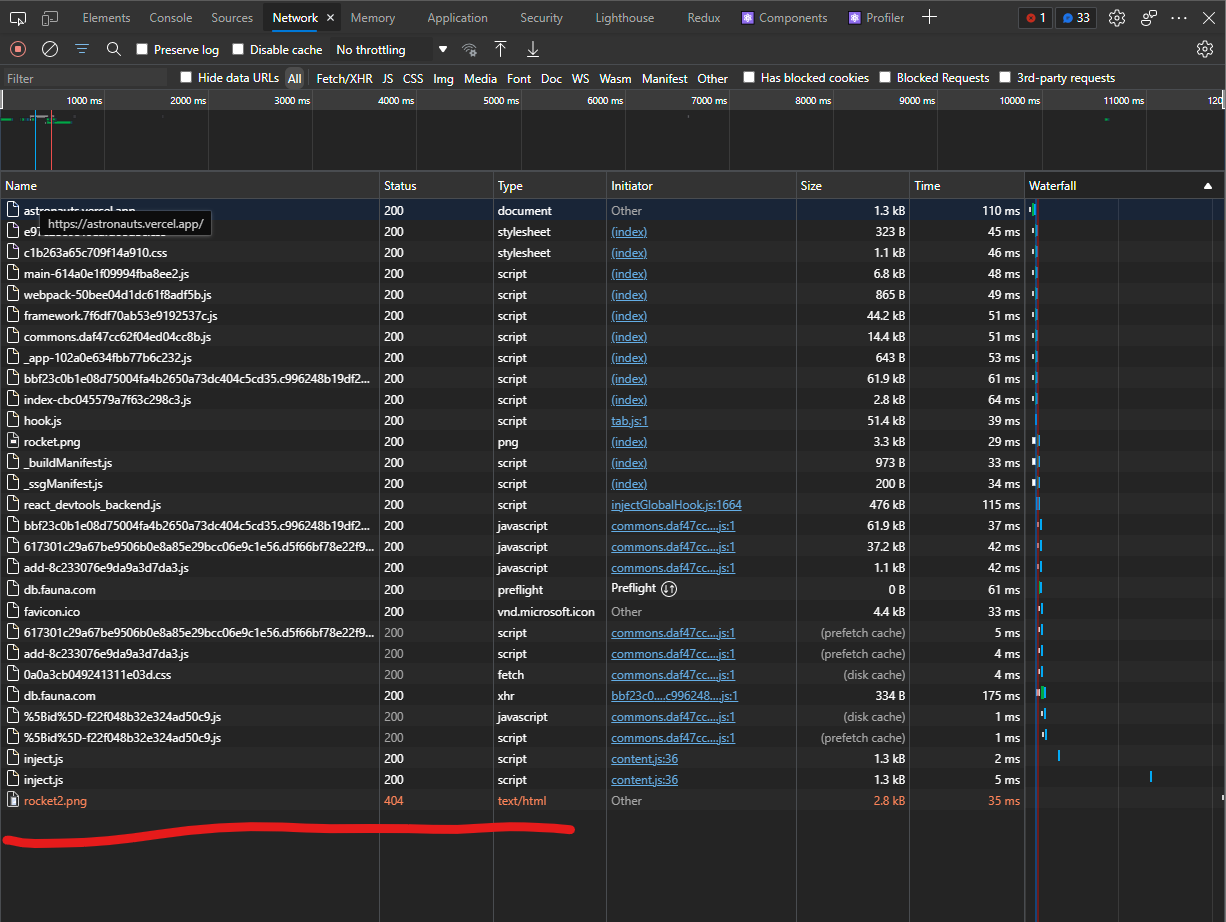 Elements Console Sources Network × Memory Application Security Lighthouse Redux Components Profiler + 1 33
Preserve log Disable cache No throttling
Filter Hide data URLs All Fetch/XHR JS CSS Img Media Font Doc WS Wasm Manifest Other Has blocked cookies Blocked Requests 3rd-party requests
1000 ms 2000 ms 3000 ms 4000 ms 5000 ms 6000 ms 7000 ms 8000 ms 9000 ms 10000 ms 11000 ms 120
Name Status Type Initiator Size Time Waterfall
astronauts.vercel.app 200 document Other 1.3 kB 110 ms
https://astronauts.vercel.app/
200 stylesheet (index) 323 B 45 ms
c1b263a65c709f14a910.css 200 stylesheet (index) 1.1 kB 46 ms
main-614a0e1f09994fba8ee2.js 200 script (index) 6.8 kB 48 ms
webpack-50bee04d1dc61f8adf5b.js 200 script (index) 865 B 49 ms
framework.7f6df70ab53e9192537c.js 200 script (index) 44.2 kB 51 ms
commons.daf47cc62f04ed04cc8b.js 200 script (index) 14.4 kB 51 ms
_app-102a0e634fbb77b6c232.js 200 script (index) 643 B 53 ms
bbf23c0b1e08d75004fa4b2650a73dc404c5cd35.c996248b19df2... 200 script (index) 61.9 kB 61 ms
index-cbc045579a7f63c298c3.js 200 script (index) 2.8 kB 64 ms
hook.js 200 script tab.js:1 51.4 kB 39 ms
rocket.png 200 png (index) 3.3 kB 29 ms
_buildManifest.js 200 script (index) 973 B 33 ms
_ssgManifest.js 200 script (index) 200 B 34 ms
react_devtools_backend.js 200 script injectGlobalHook.js:1664 476 kB 115 ms
bbf23c0b1e08d75004fa4b2650a73dc404c5cd35.c996248b19df2... 200 javascript commons.daf47cc....js:1 61.9 kB 37 ms
617301c29a67be9506b0e8a85e29bcc06e9c1e56.d5f66bf78e22f9... 200 javascript commons.daf47cc....js:1 37.2 kB 42 ms
add-8c233076e9da9a3d7da3.js 200 javascript commons.daf47cc....js:1 1.1 kB 42 ms
db.fauna.com 200 preflight Preflight 0 B 61 ms
favicon.ico 200 vnd.microsoft.icon Other 4.4 kB 33 ms
617301c29a67be9506b0e8a85e29bcc06e9c1e56.d5f66bf78e22f9... 200 script commons.daf47cc....js:1 (prefetch cache) 5 ms
add-8c233076e9da9a3d7da3.js 200 script commons.daf47cc....js:1 (prefetch cache) 4 ms
0a0a3cb049241311e03d.css 200 fetch commons.daf47cc....js:1 (disk cache) 4 ms
db.fauna.com 200 xhr bbf23c0....c996248....js:1 334 B 175 ms
%5Bid%5D-f22f048b32e324ad50c9.js 200 javascript commons.daf47cc....js:1 (disk cache) 1 ms
%5Bid%5D-f22f048b32e324ad50c9.js 200 script commons.daf47cc....js:1 (prefetch cache) 1 ms
inject.js 200 script content.js:36 1.3 kB 2 ms
inject.js 200 script content.js:36 1.3 kB 5 ms
rocket2.png 404 text/html Other 2.8 kB 35 ms